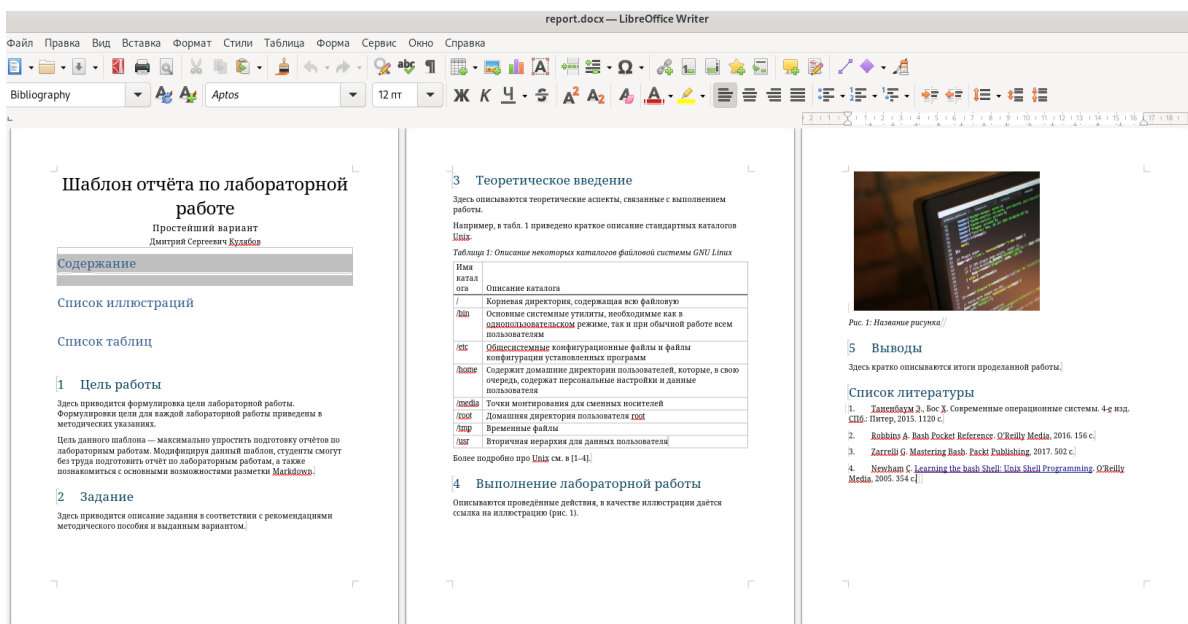 report.docx — LibreOffice Writer
Файл Правка Вид Вставка Формат Стили Таблица Форма Сервис Окно Справка
Bibliography Aptos 12 пт Ж К Ч S A² A₂
Шаблон отчёта по лабораторной
работе
Простейший вариант
Дмитрий Сергеевич Кулябов
Содержание
Список иллюстраций
Список таблиц
1 Цель работы
Здесь приводится формулировка цели лабораторной работы.
Формулировки цели для каждой лабораторной работы приведены в
методических указаниях.
Цель данного шаблона — максимально упростить подготовку отчётов по
лабораторным работам. Модифицируя данный шаблон, студенты смогут
без труда подготовить отчёт по лабораторным работам, а также
познакомиться с основными возможностями разметки Markdown.
2 Задание
Здесь приводится описание задания в соответствии с рекомендациями
методического пособия и выданным вариантом.
3 Теоретическое введение
Здесь описываются теоретические аспекты, связанные с выполнением
работы.
Например, в табл. 1 приведено краткое описание стандартных каталогов
Unix.
Таблица 1: Описание некоторых каталогов файловой системы GNU Linux
Имя
катал
ога Описание каталога
/ Корневая директория, содержащая всю файловую
/bin Основные системные утилиты, необходимые как в
однопользовательском режиме, так и при обычной работе всем
пользователям
/etc Общесистемные конфигурационные файлы и файлы
конфигурации установленных программ
/home Содержит домашние директории пользователей, которые, в свою
очередь, содержат персональные настройки и данные
пользователя
/media Точки монтирования для сменных носителей
/root Домашняя директория пользователя root
/tmp Временные файлы
/usr Вторичная иерархия для данных пользователя
Более подробно про Unix см. в [1–4].
4 Выполнение лабораторной работы
Описываются проведённые действия, в качестве иллюстрации даётся
ссылка на иллюстрацию (рис. 1).
Рис. 1: Название рисунка
5 Выводы
Здесь кратко описываются итоги проделанной работы.
Список литературы
1. Таненбаум Э., Бос Х. Современные операционные системы. 4-е изд.
СПб.: Питер, 2015. 1120 с.
2. Robbins A. Bash Pocket Reference. O'Reilly Media, 2016. 156 с.
3. Zarrelli G. Mastering Bash. Packt Publishing, 2017. 502 с.
4. Newham C. Learning the bash Shell: Unix Shell Programming. O'Reilly
Media, 2005. 354 с.